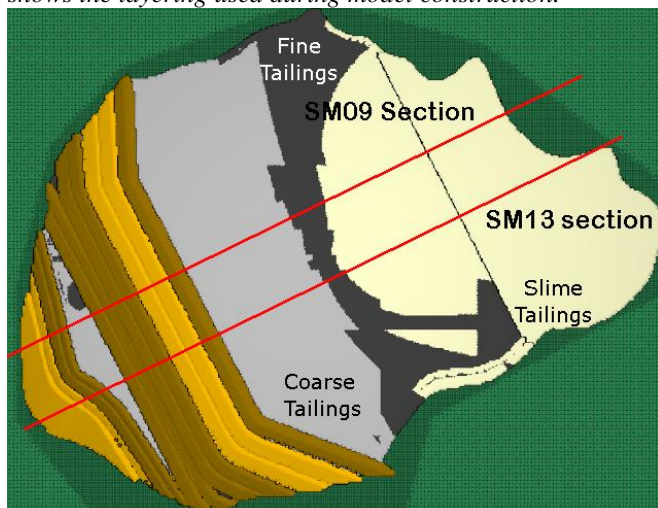 shows the layering used during model construction.
Fine
Tailings
SM09 Section
SM13 section
Slime
Tailings
Coarse
Tailings